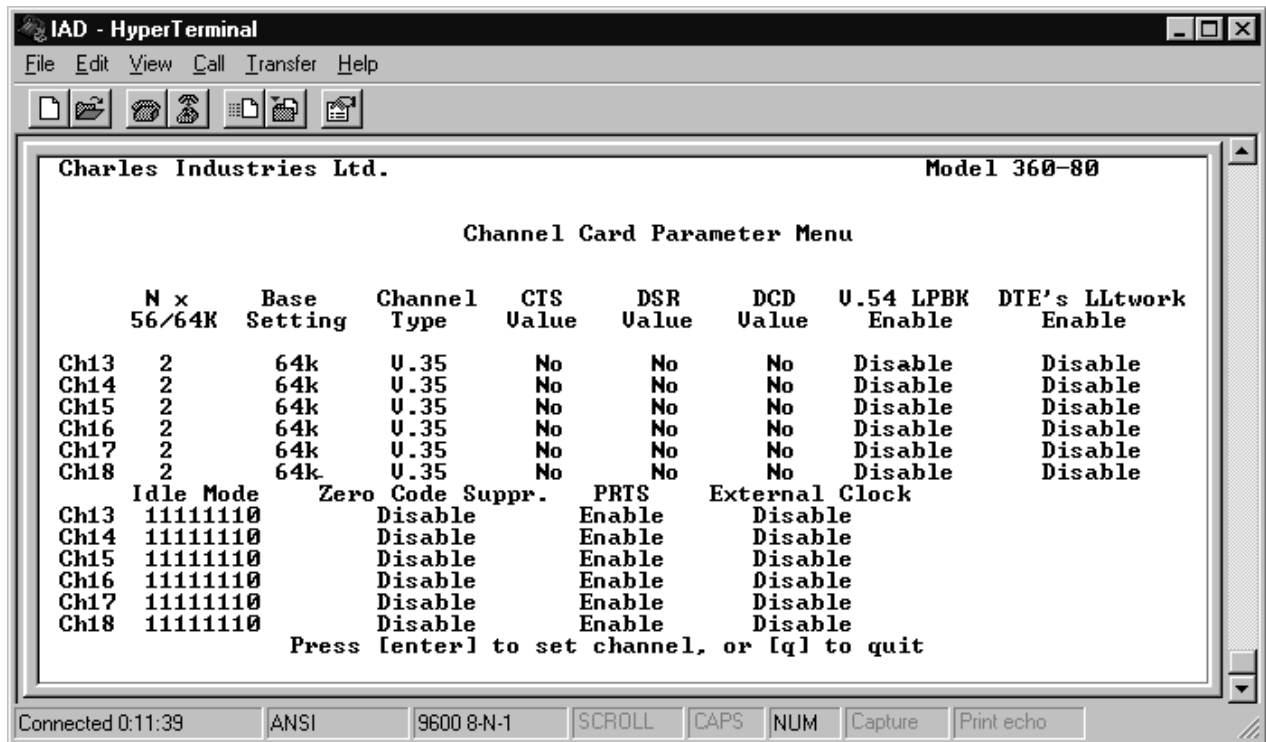 IAD - HyperTerminal
File Edit View Call Transfer Help
Charles Industries Ltd. Model 360-80
Channel Card Parameter Menu
N x Base Channel CTS DSR DCD V.54 LPBK DTE's LLtwork
56/64K Setting Type Value Value Value Enable Enable
Ch13 2 64k V.35 No No No Disable Disable
Ch14 2 64k V.35 No No No Disable Disable
Ch15 2 64k V.35 No No No Disable Disable
Ch16 2 64k V.35 No No No Disable Disable
Ch17 2 64k V.35 No No No Disable Disable
Ch18 2 64k V.35 No No No Disable Disable
Idle Mode Zero Code Suppr. PRTS External Clock
Ch13 11111110 Disable Enable Disable
Ch14 11111110 Disable Enable Disable
Ch15 11111110 Disable Enable Disable
Ch16 11111110 Disable Enable Disable
Ch17 11111110 Disable Enable Disable
Ch18 11111110 Disable Enable Disable
Press [enter] to set channel, or [q] to quit
Connected 0:11:39 ANSI 9600 8-N-1 SCROLL CAPS NUM Capture Print echo